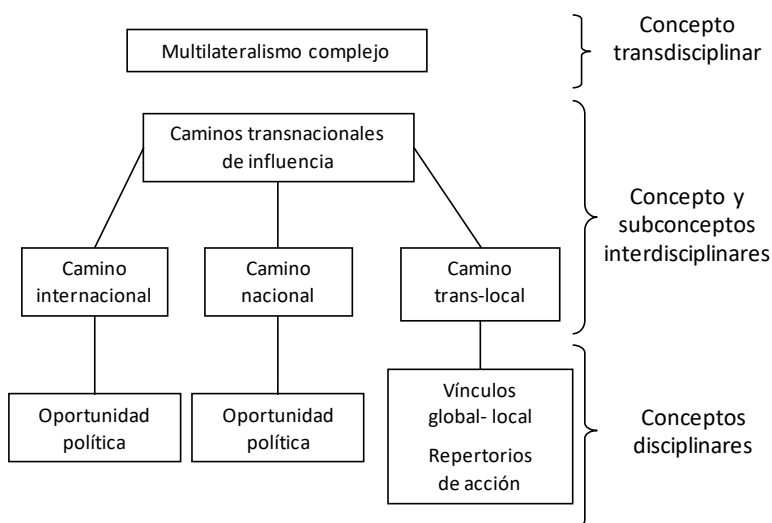 Multilateralismo complejo
Concepto
transdisciplinar
Caminos transnacionales
de influencia
Concepto y
subconceptos
interdisciplinares
Camino
internacional
Camino
nacional
Camino
trans-local
Oportunidad
política
Oportunidad
política
Vínculos
global- local
Repertorios
de acción
Conceptos
disciplinares